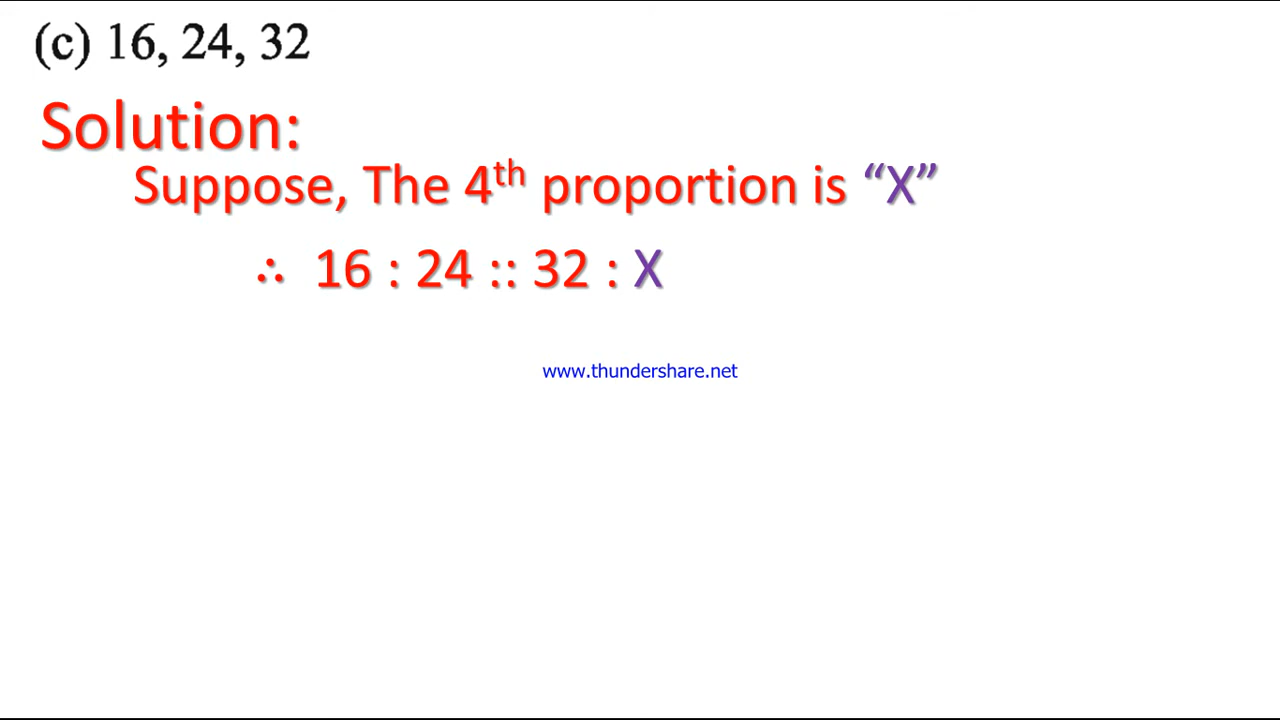 (c) 16, 24, 32
Solution:
Suppose, The 4th proportion is “X”
∴ 16 : 24 :: 32 : X
www.thundershare.net